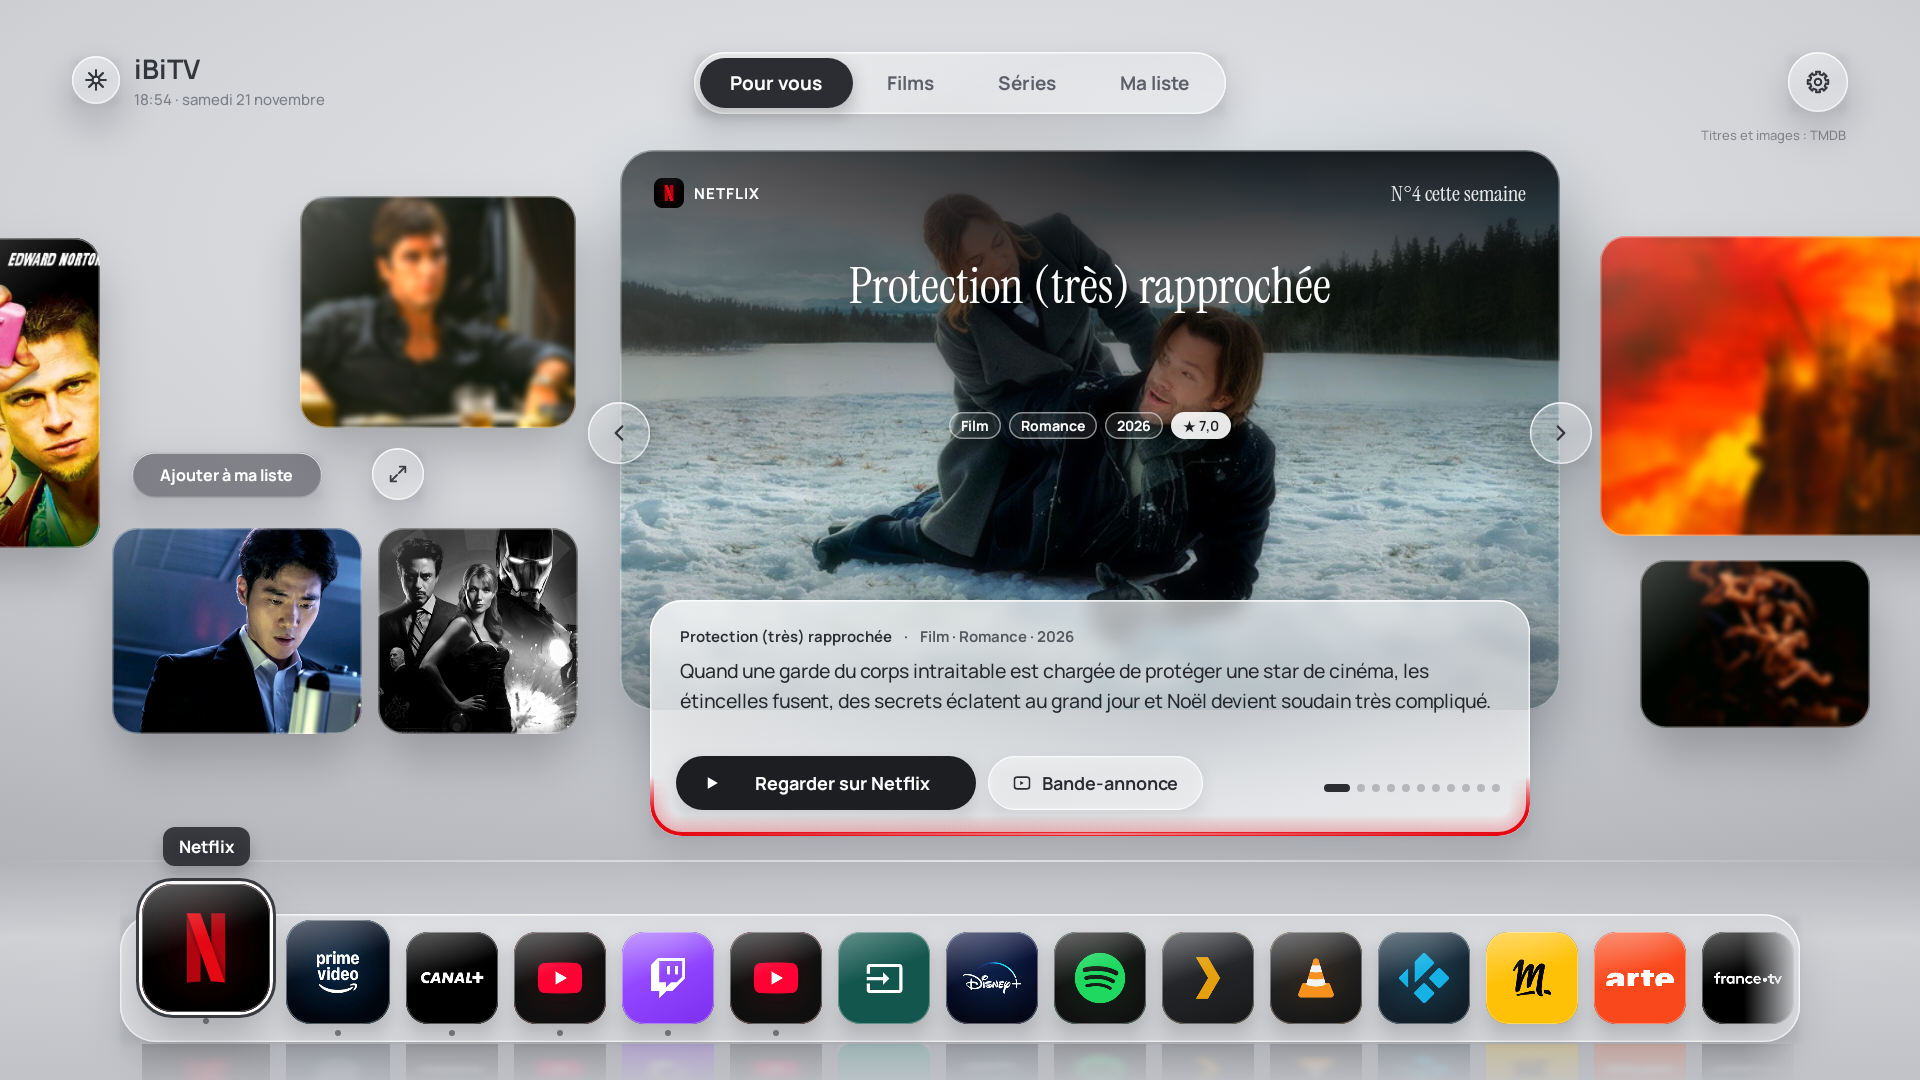 iBiTV
18:54 · samedi 21 novembre
Pour vous
Films
Séries
Ma liste
Titres et images : TMDB
EDWARD NORTO
NETFLIX
N°4 cette semaine
Protection (très) rapprochée
Film
Romance
2026
★ 7,0
Ajouter à ma liste
Protection (très) rapprochée · Film · Romance · 2026
Quand une garde du corps intraitable est chargée de protéger une star de cinéma, les
étincelles fusent, des secrets éclatent au grand jour et Noël devient soudain très compliqué.
Regarder sur Netflix
Bande-annonce
Netflix
N
prime
video
CANAL+
Disney+
m.
arte
france•tv